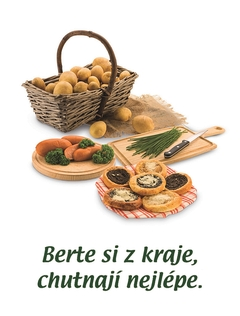 Berte si z kraje,
chutnají nejlépe.